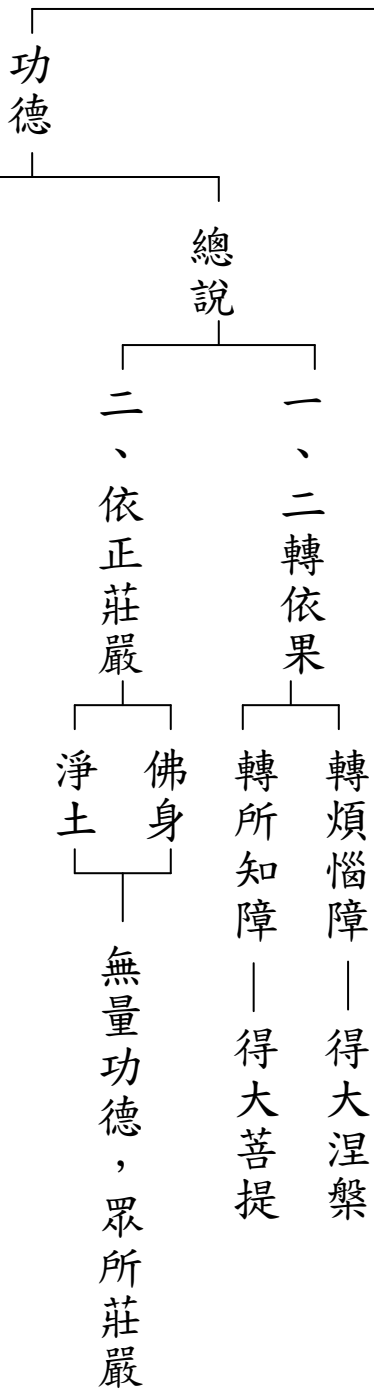 功德
總說
一、二轉依果
轉煩惱障—得大涅槃
轉所知障—得大菩提
二、依正莊嚴
佛身
淨土
無量功德，眾所莊嚴